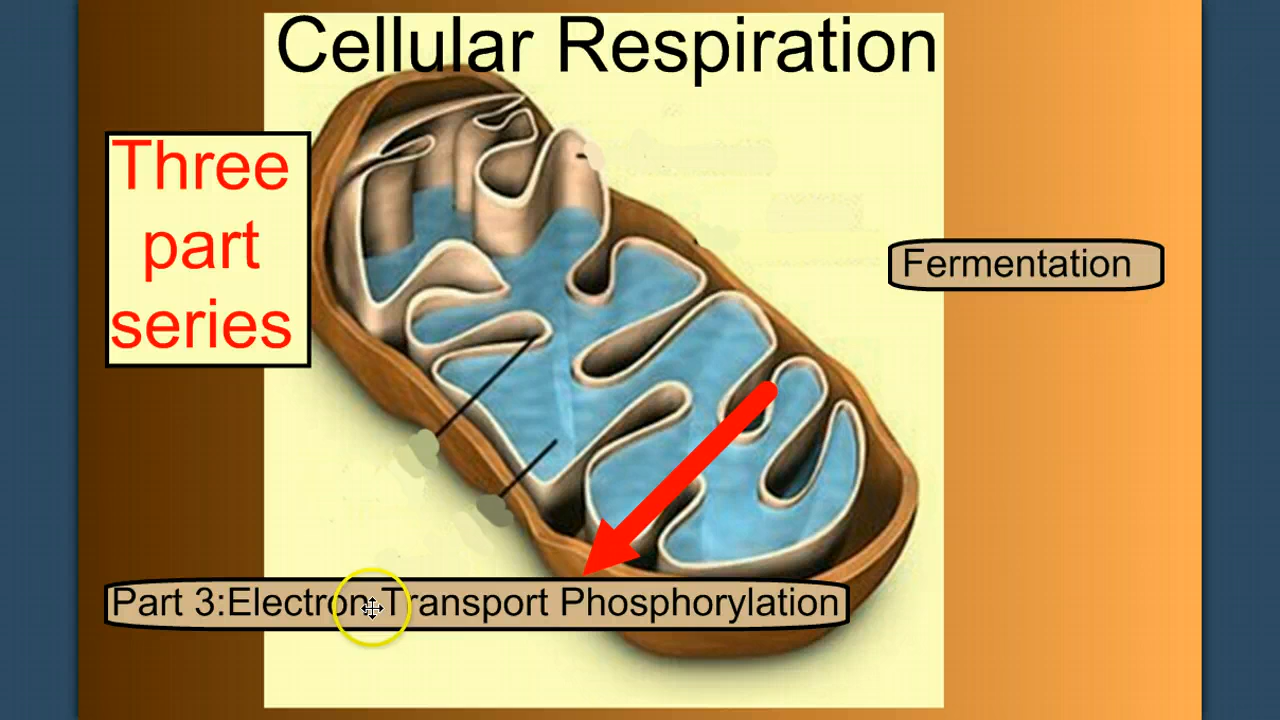 Cellular Respiration
Three
part
series
Fermentation
Part 3:Electron Transport Phosphorylation